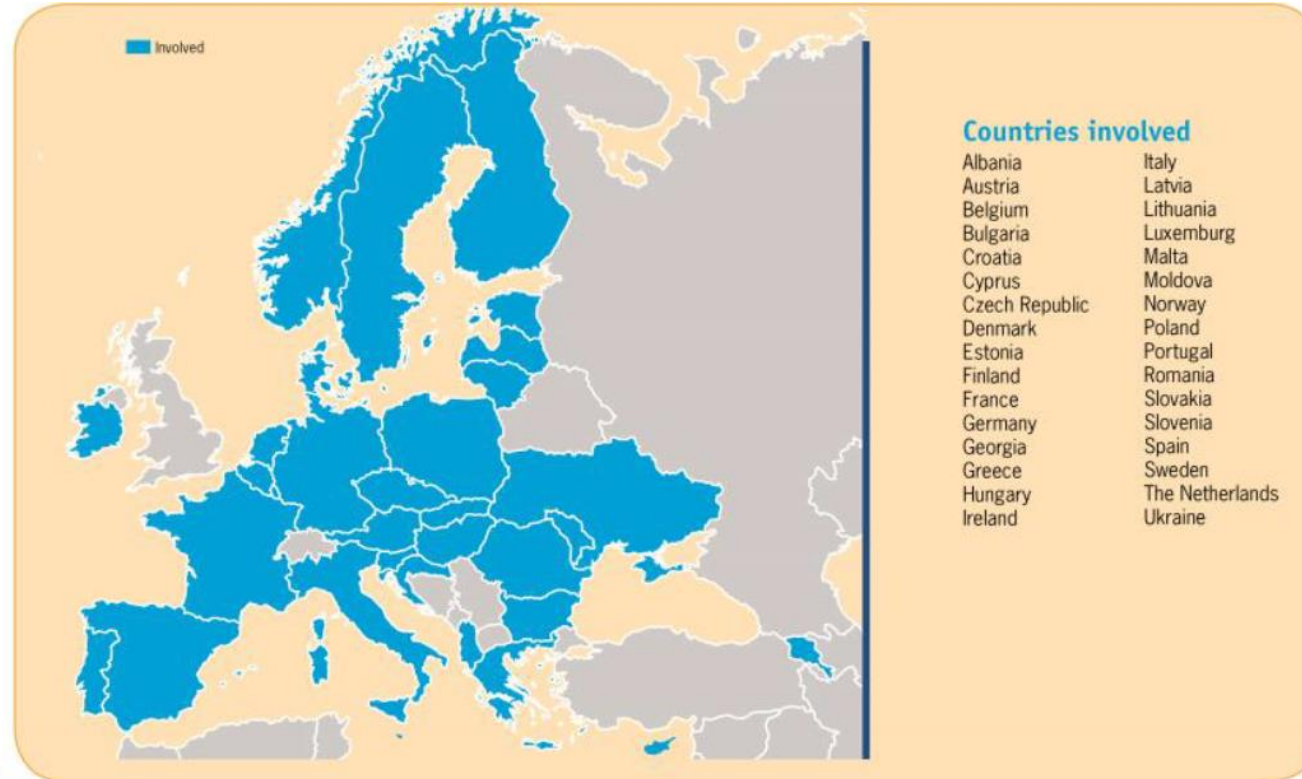 Involved
Countries involved
Albania
Austria
Belgium
Bulgaria
Croatia
Cyprus
Czech Republic
Denmark
Estonia
Finland
France
Germany
Georgia
Greece
Hungary
Ireland
Italy
Latvia
Lithuania
Luxemburg
Malta
Moldova
Norway
Poland
Portugal
Romania
Slovakia
Slovenia
Spain
Sweden
The Netherlands
Ukraine